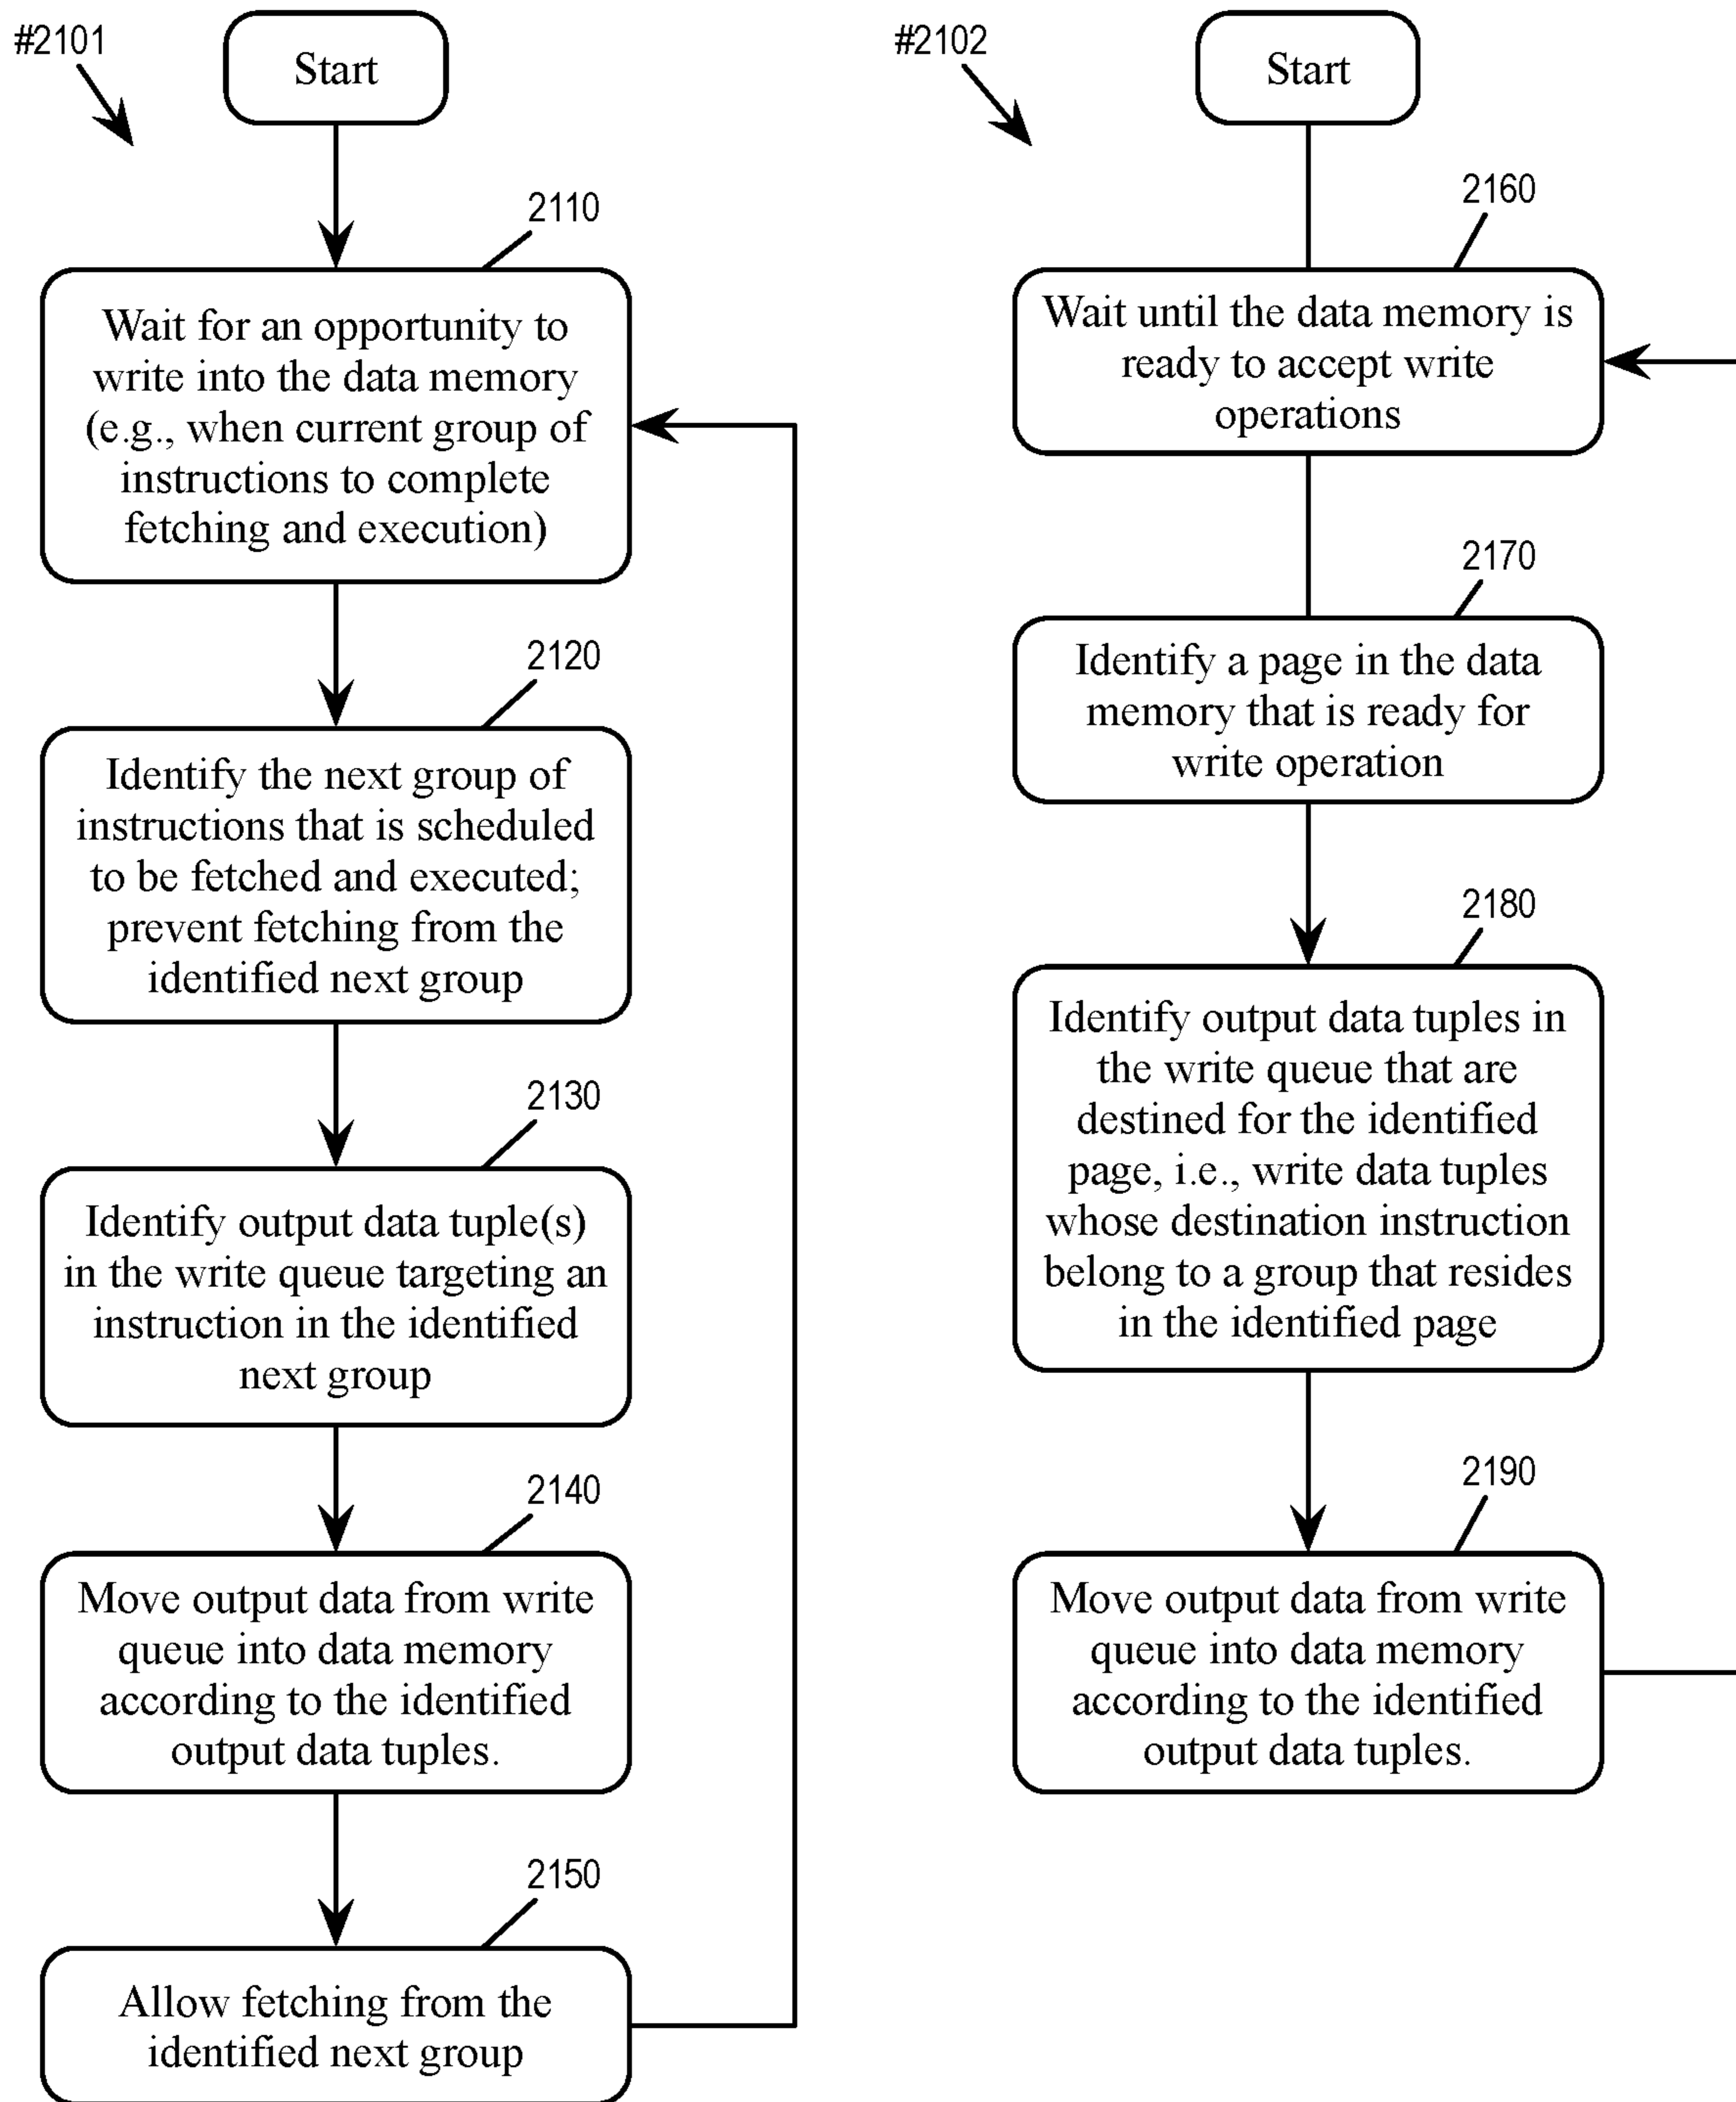 #2101
Start
2110
Wait for an opportunity to
write into the data memory
(e.g., when current group of
instructions to complete
fetching and execution)
2120
Identify the next group of
instructions that is scheduled
to be fetched and executed;
prevent fetching from the
identified next group
2130
Identify output data tuple(s)
in the write queue targeting an
instruction in the identified
next group
2140
Move output data from write
queue into data memory
according to the identified
output data tuples.
2150
Allow fetching from the
identified next group
#2102
Start
2160
Wait until the data memory is
ready to accept write
operations
2170
Identify a page in the data
memory that is ready for
write operation
2180
Identify output data tuples in
the write queue that are
destined for the identified
page, i.e., write data tuples
whose destination instruction
belong to a group that resides
in the identified page
2190
Move output data from write
queue into data memory
according to the identified
output data tuples.